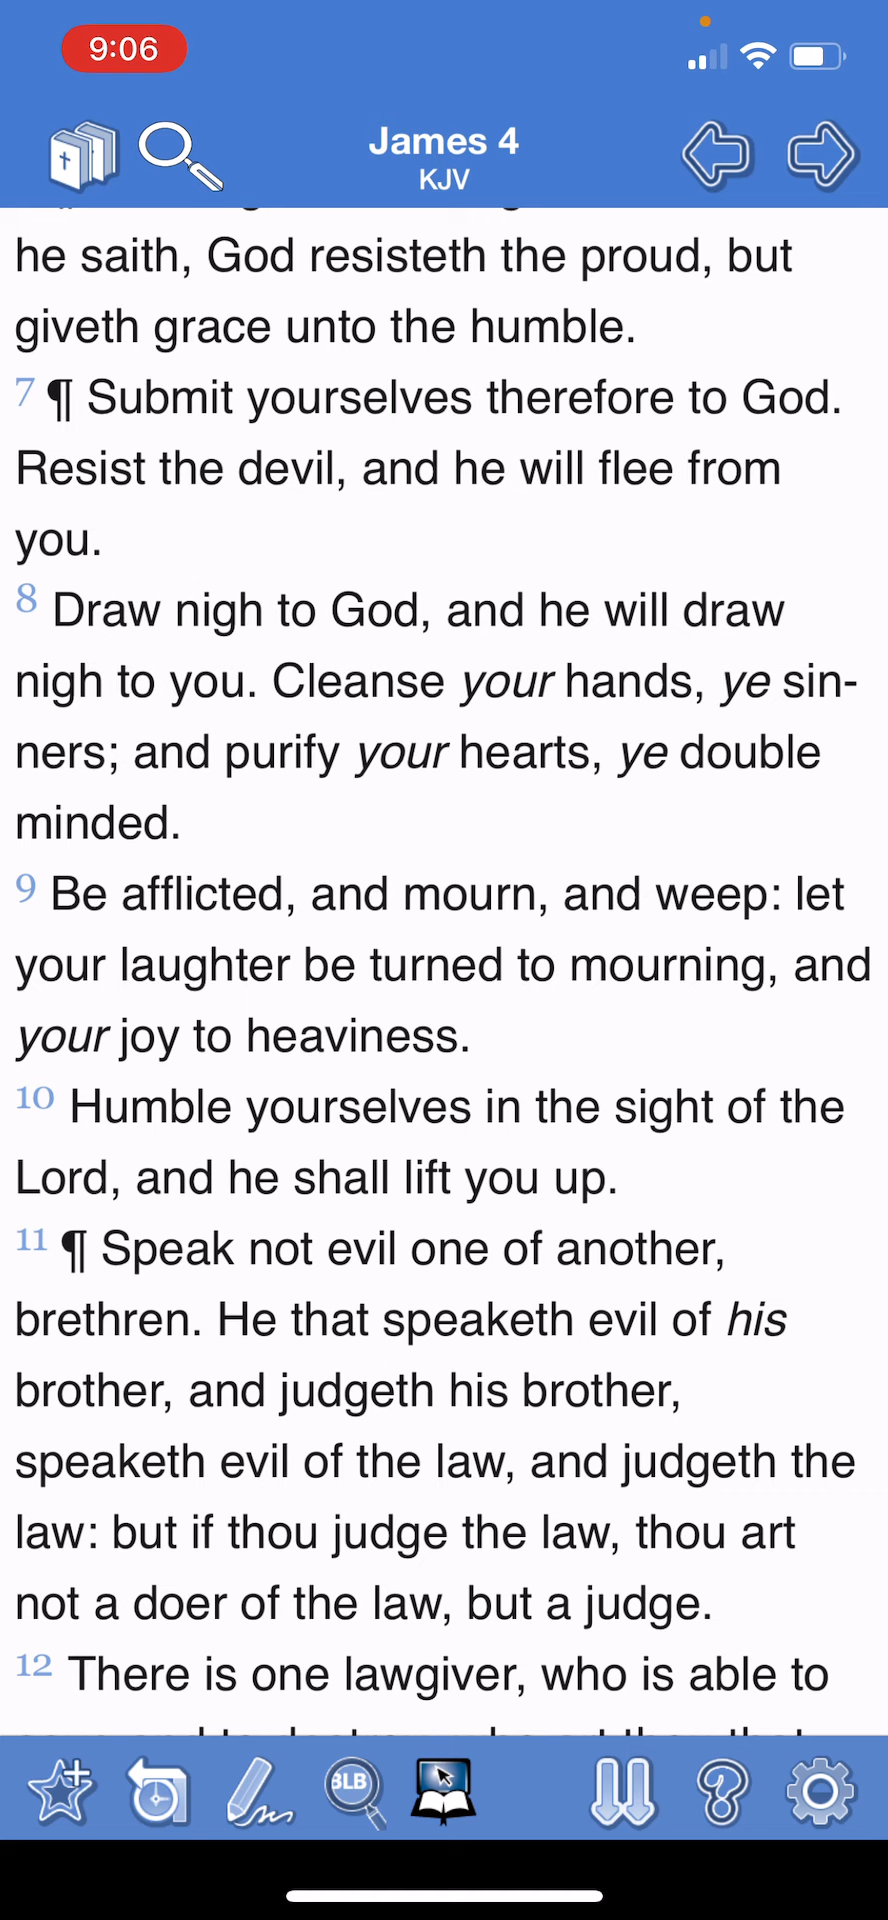 9:06
James 4
KJV
he saith, God resisteth the proud, but
giveth grace unto the humble.
7 ¶ Submit yourselves therefore to God.
Resist the devil, and he will flee from
you.
8 Draw nigh to God, and he will draw
nigh to you. Cleanse your hands, ye sin-
ners; and purify your hearts, ye double
minded.
9 Be afflicted, and mourn, and weep: let
your laughter be turned to mourning, and
your joy to heaviness.
10 Humble yourselves in the sight of the
Lord, and he shall lift you up.
11 ¶ Speak not evil one of another,
brethren. He that speaketh evil of his
brother, and judgeth his brother,
speaketh evil of the law, and judgeth the
law: but if thou judge the law, thou art
not a doer of the law, but a judge.
12 There is one lawgiver, who is able to
BLB